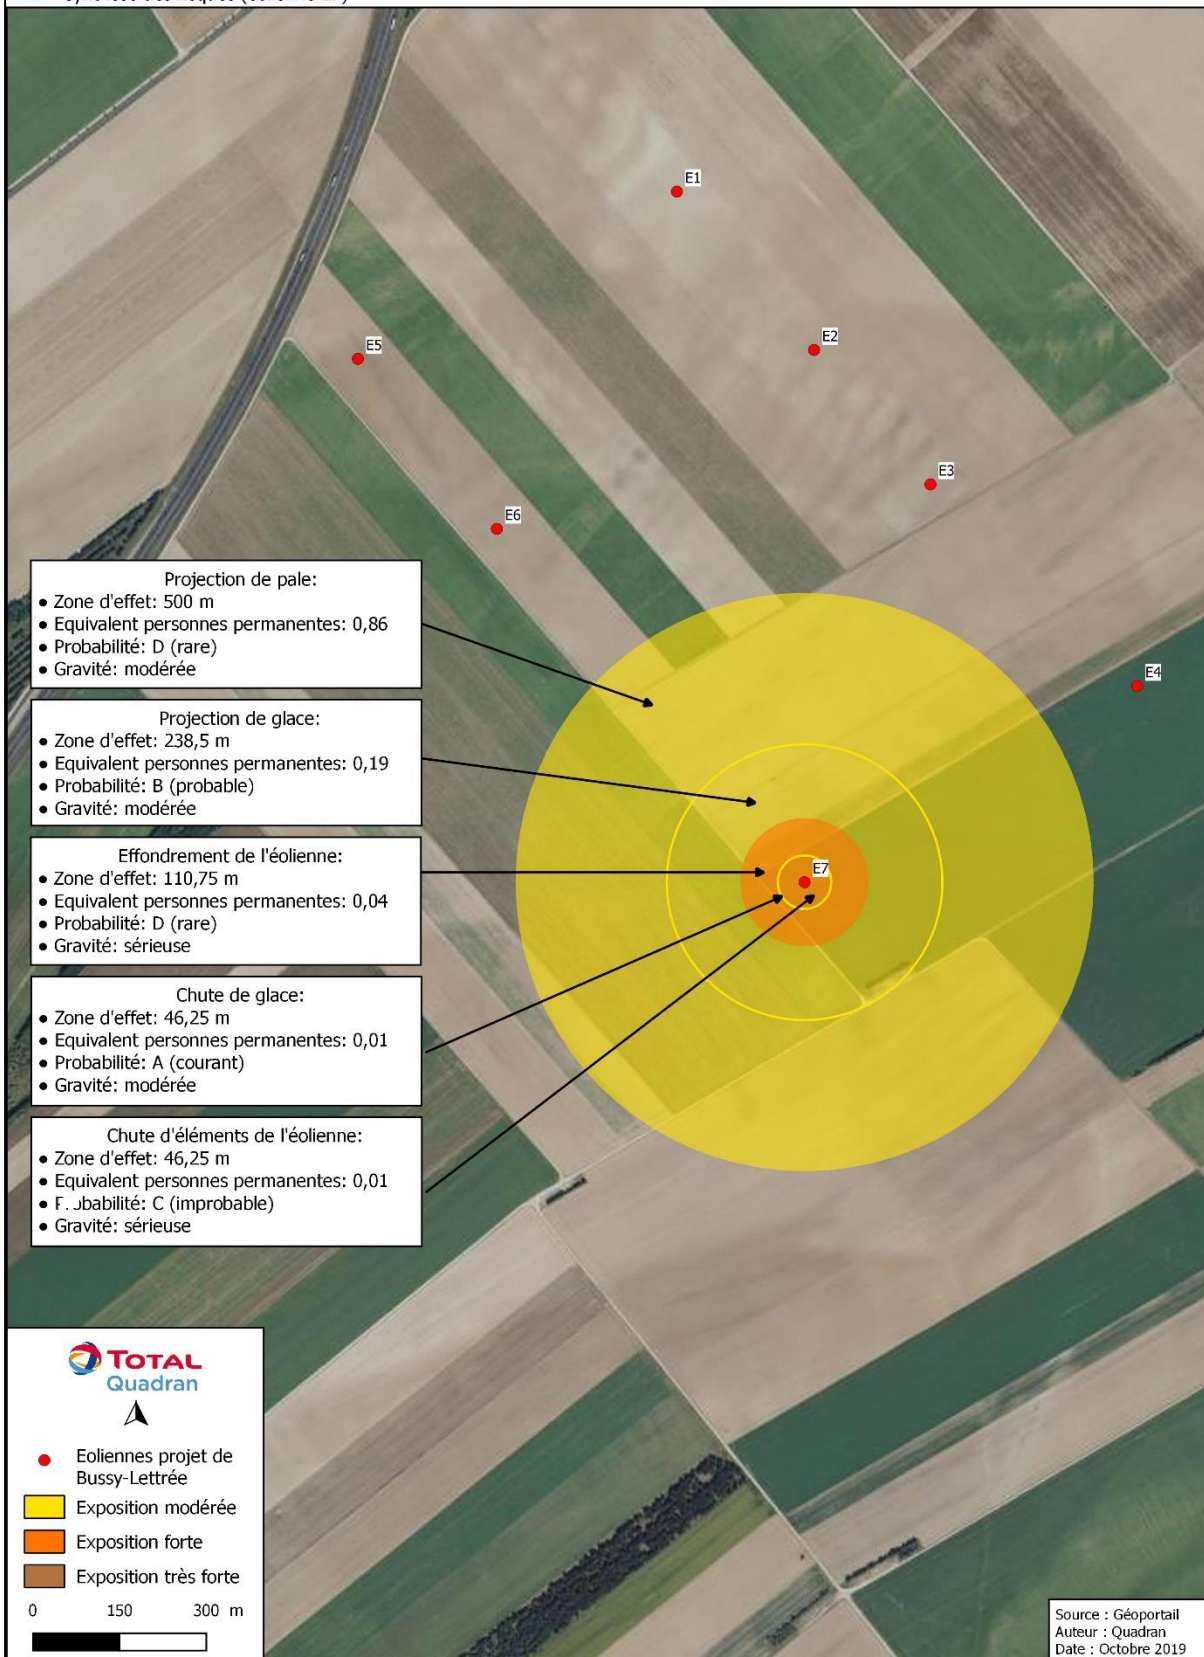 E1
E2
E5
E3
E6
Projection de pale:
• Zone d'effet: 500 m
• Equivalent personnes permanentes: 0,86
• Probabilité: D (rare)
• Gravité: modérée
E4
Projection de glace:
• Zone d'effet: 238,5 m
• Equivalent personnes permanentes: 0,19
• Probabilité: B (probable)
• Gravité: modérée
Effondrement de l'éolienne:
• Zone d'effet: 110,75 m
• Equivalent personnes permanentes: 0,04
• Probabilité: D (rare)
• Gravité: sérieuse
E7
Chute de glace:
• Zone d'effet: 46,25 m
• Equivalent personnes permanentes: 0,01
• Probabilité: A (courant)
• Gravité: modérée
Chute d'éléments de l'éolienne:
• Zone d'effet: 46,25 m
• Equivalent personnes permanentes: 0,01
• C (improbable)
• Gravité: sérieuse
TOTAL
Quadran
Eoliennes projet de
Bussy-Lettrée
Exposition modérée
Exposition forte
Exposition très forte
0 150 300 m
Source : Géoportail
Auteur : Quadran
Date : Octobre 2019